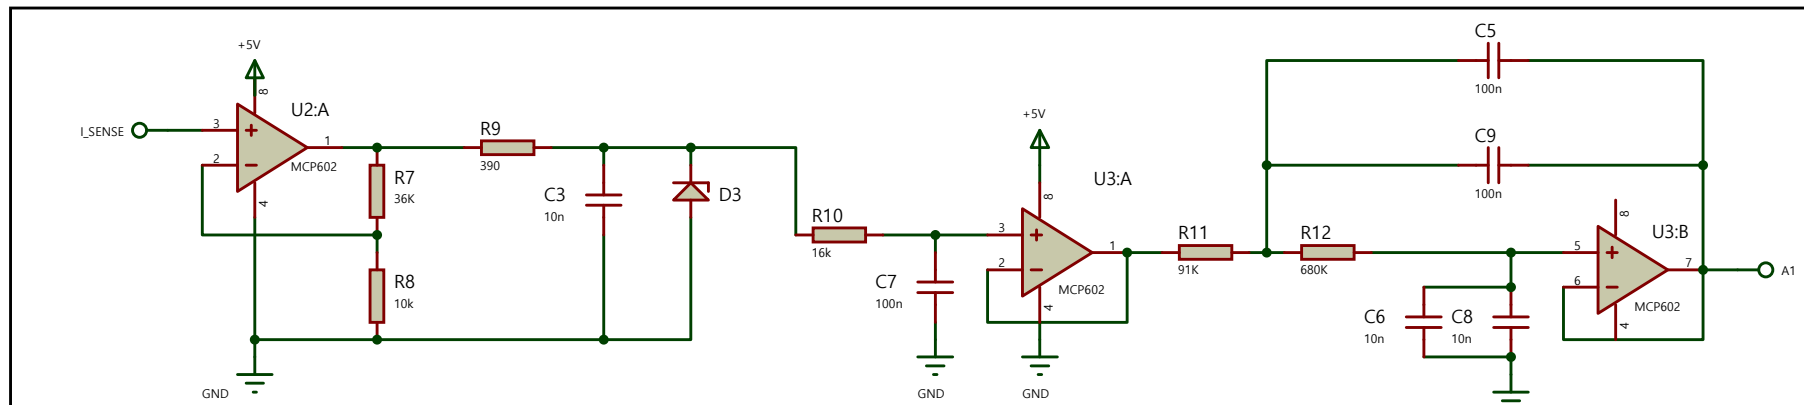 +5V
8
U2:A
I_SENSE
3
1
2
MCP602
4
R7
36K
R8
10k
GND
R9
390
C3
10n
D3
R10
16k
C7
100n
GND
+5V
8
U3:A
3
1
2
MCP602
4
GND
R11
91K
R12
680K
C5
100n
C9
100n
C6
10n
C8
10n
8
U3:B
5
7
6
MCP602
4
A1